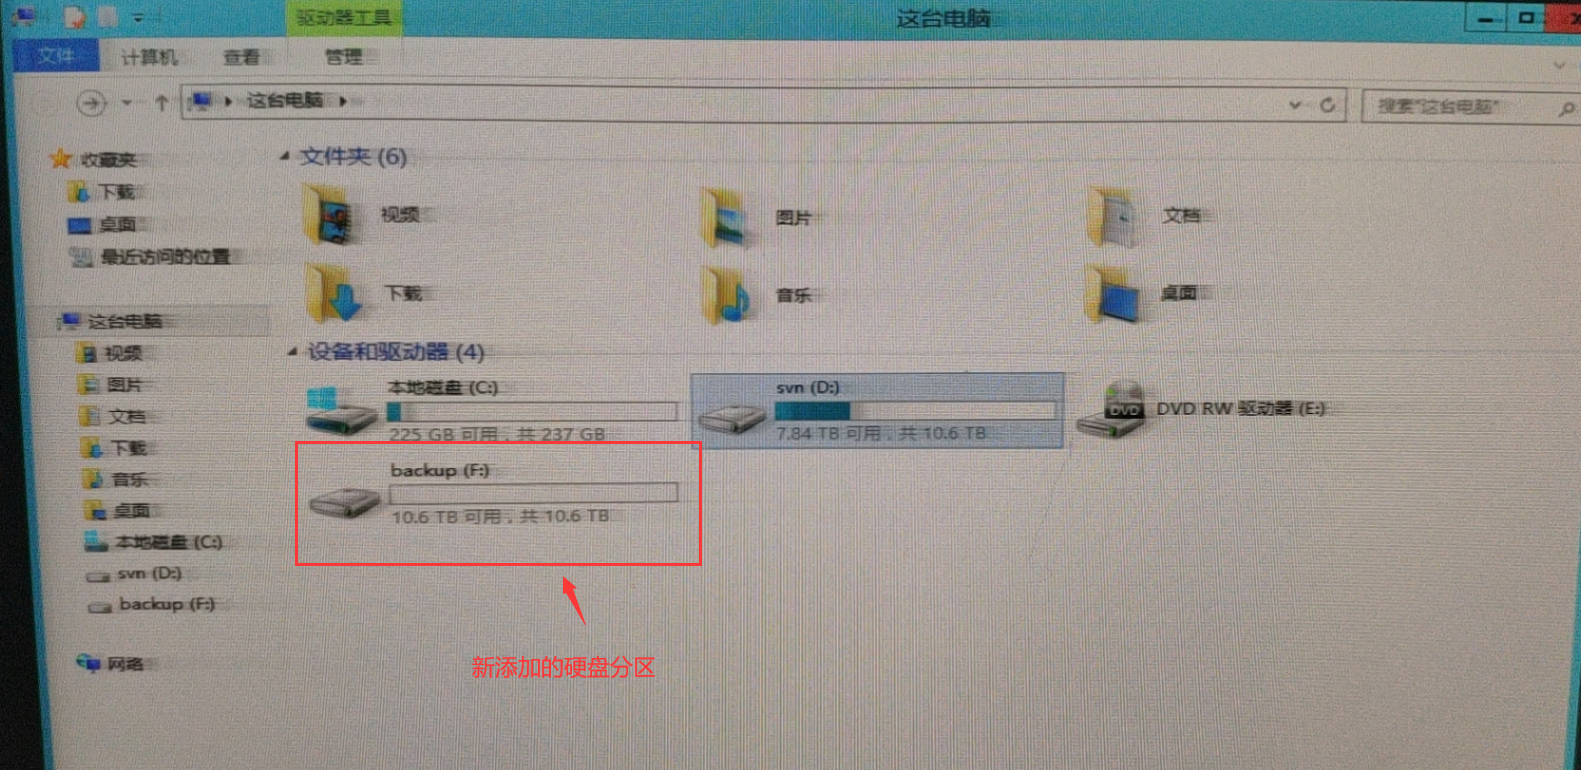 驱动器工具
这台电脑
文件
计算机
查看
管理
这台电脑
搜索"这台电脑"
收藏夹
下载
桌面
最近访问的位置
这台电脑
视频
图片
文档
下载
音乐
桌面
本地磁盘 (C:)
svn (D:)
backup (F:)
网络
文件夹 (6)
视频
图片
文档
下载
音乐
桌面
设备和驱动器 (4)
本地磁盘 (C:)
225 GB 可用，共 237 GB
svn (D:)
7.84 TB 可用，共 10.6 TB
DVD RW 驱动器 (E:)
DVD
backup (F:)
10.6 TB 可用，共 10.6 TB
新添加的硬盘分区